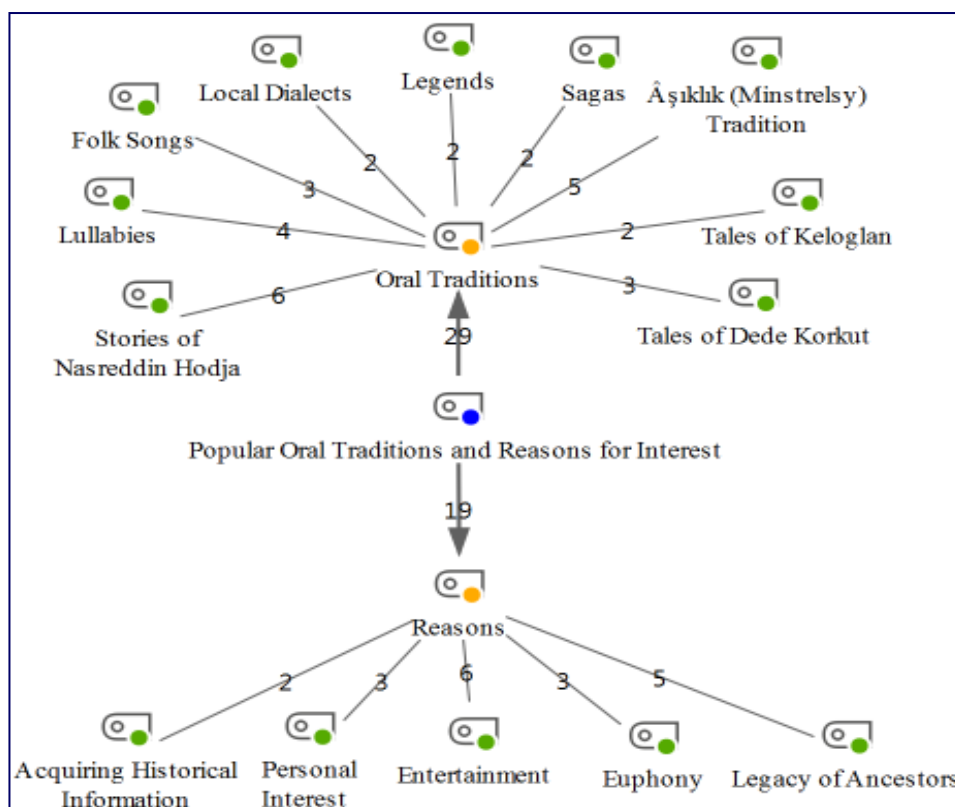 Legends
Local Dialects
Sagas
Âşıklık (Minstrelsy)
Tradition
Folk Songs
2
2
2
5
3
Lullabies
4
2
Tales of Keloglan
Oral Traditions
6
3
Stories of
Nasreddin Hodja
Tales of Dede Korkut
29
Popular Oral Traditions and Reasons for Interest
19
Reasons
2
3
6
3
5
Acquiring Historical
Information
Personal
Interest
Entertainment
Euphony
Legacy of Ancestors